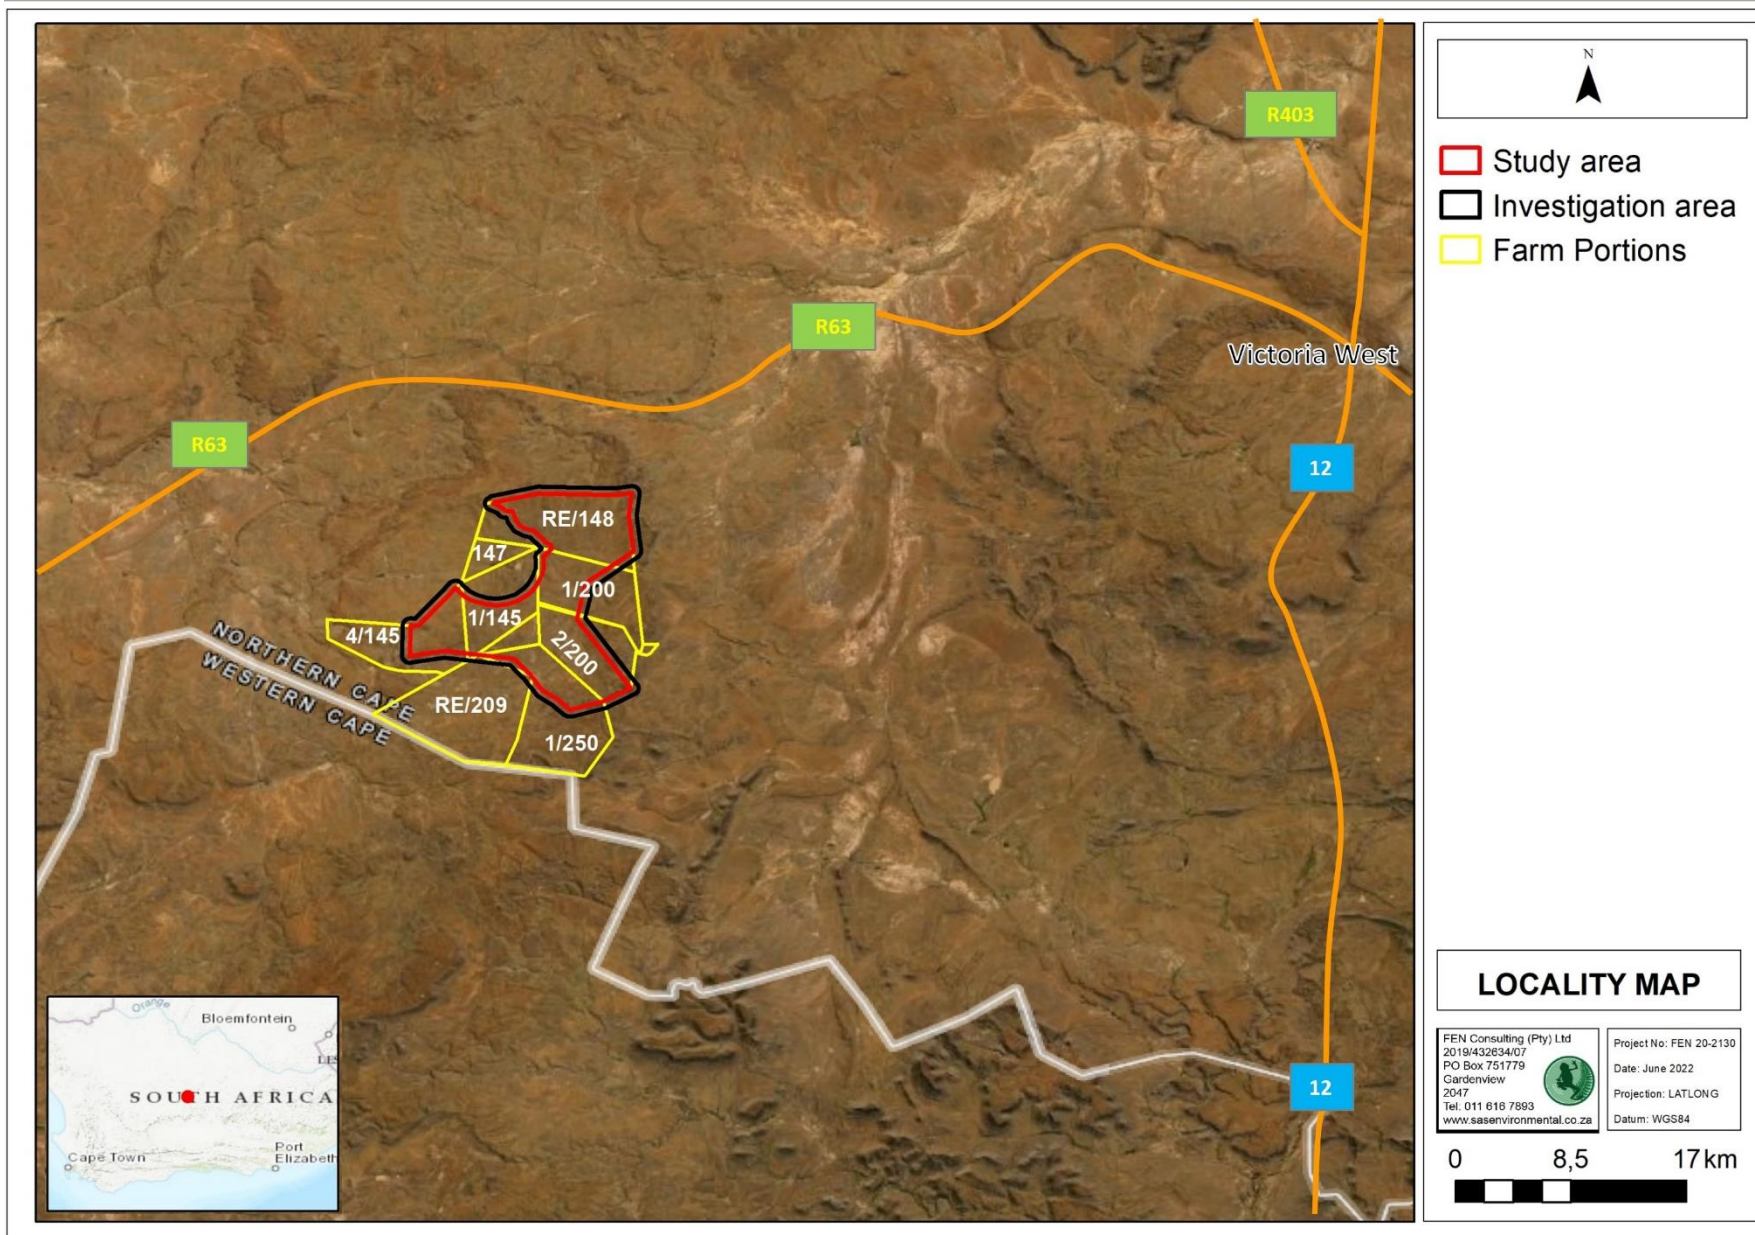 R403
R63
Victoria West
R63
12
RE/148
147
1/200
1/145
4/145
2/200
NORTHERN CAPE
WESTERN CAPE
RE/209
1/250
12
Orange
Bloemfontein
LES
SOUTH AFRICA
Port
Elizabeth
Cape Town
N
Study area
Investigation area
Farm Portions
LOCALITY MAP
FEN Consulting (Pty) Ltd
2019/432634/07
PO Box 751779
Gardenview
2047
Tel: 011 616 7893
www.sasenvironmental.co.za
Project No: FEN 20-2130
Date: June 2022
Projection: LATLONG
Datum: WGS84
0 8,5 17 km